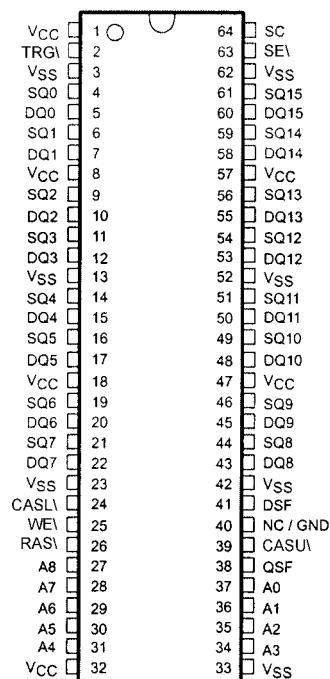 VCC 1 64 SC
TRG\ 2 63 SE\
VSS 3 62 VSS
SQ0 4 61 SQ15
DQ0 5 60 DQ15
SQ1 6 59 SQ14
DQ1 7 58 DQ14
VCC 8 57 VCC
SQ2 9 56 SQ13
DQ2 10 55 DQ13
SQ3 11 54 SQ12
DQ3 12 53 DQ12
VSS 13 52 VSS
SQ4 14 51 SQ11
DQ4 15 50 DQ11
SQ5 16 49 SQ10
DQ5 17 48 DQ10
VCC 18 47 VCC
SQ6 19 46 SQ9
DQ6 20 45 DQ9
SQ7 21 44 SQ8
DQ7 22 43 DQ8
VSS 23 42 VSS
CASL\ 24 41 DSF
WE\ 25 40 NC / GND
RAS\ 26 39 CASU\
A8 27 38 QSF
A7 28 37 A0
A6 29 36 A1
A5 30 35 A2
A4 31 34 A3
VCC 32 33 VSS